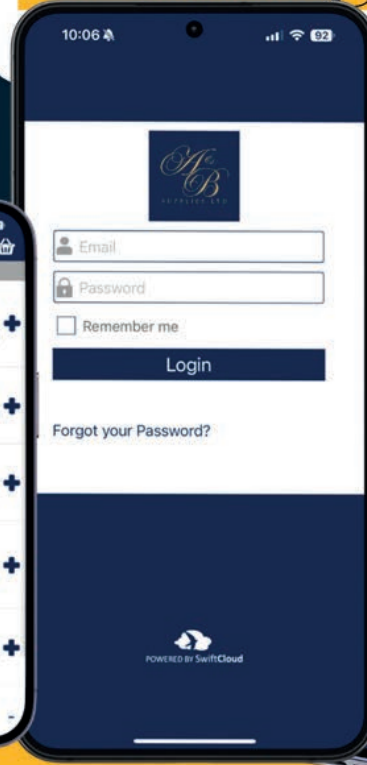 10:06
92
A&B
SUPPLIES LTD
Email
Password
Remember me
Login
Forgot your Password?
POWERED BY SwiftCloud